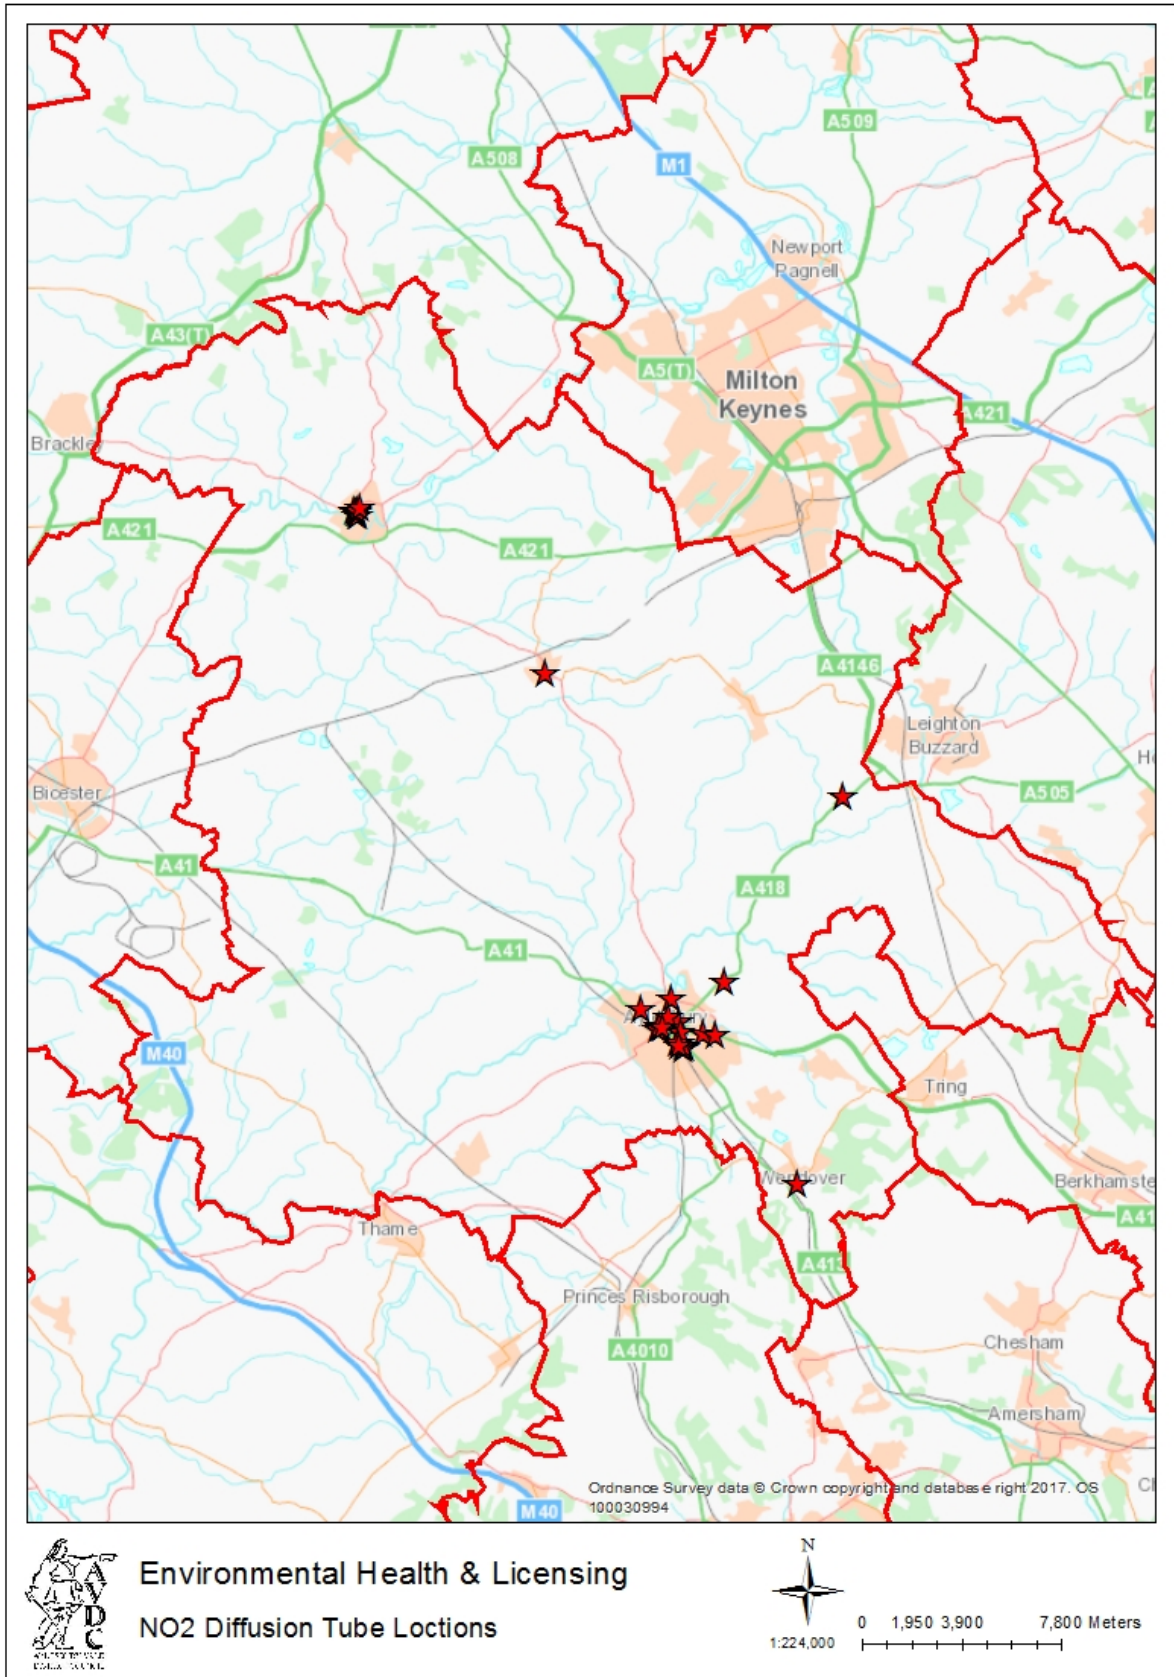 A509
A508
M1
Newport
Pagnell
A43(T)
A5(T)
Milton
Keynes
A421
Brackley
A421
A421
A4146
Leighton
Buzzard
Bicester
A505
A41
A418
A41
M40
Tring
Wendover
Berkhamste
A41
Thame
A413
Princes Risborough
A4010
Chesham
Amersham
M40
Ordnance Survey data © Crown copyright and database right 2017. OS
100030994
AVDC
Environmental Health & Licensing
NO2 Diffusion Tube Loctions
N
1:224,000
0 1,950 3,900 7,800 Meters